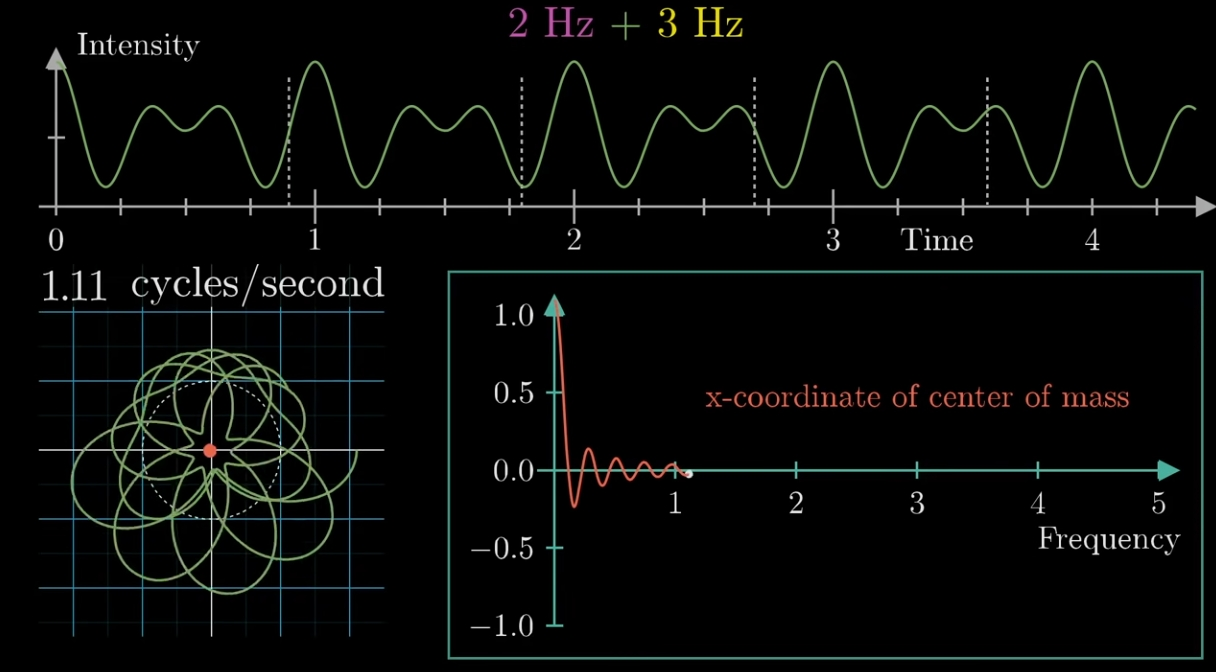 2 Hz + 3 Hz
Intensity
0 1 2 3 Time 4
1.11 cycles/second
1.0
0.5
x-coordinate of center of mass
0.0
1 2 3 4 5
Frequency
−0.5
−1.0